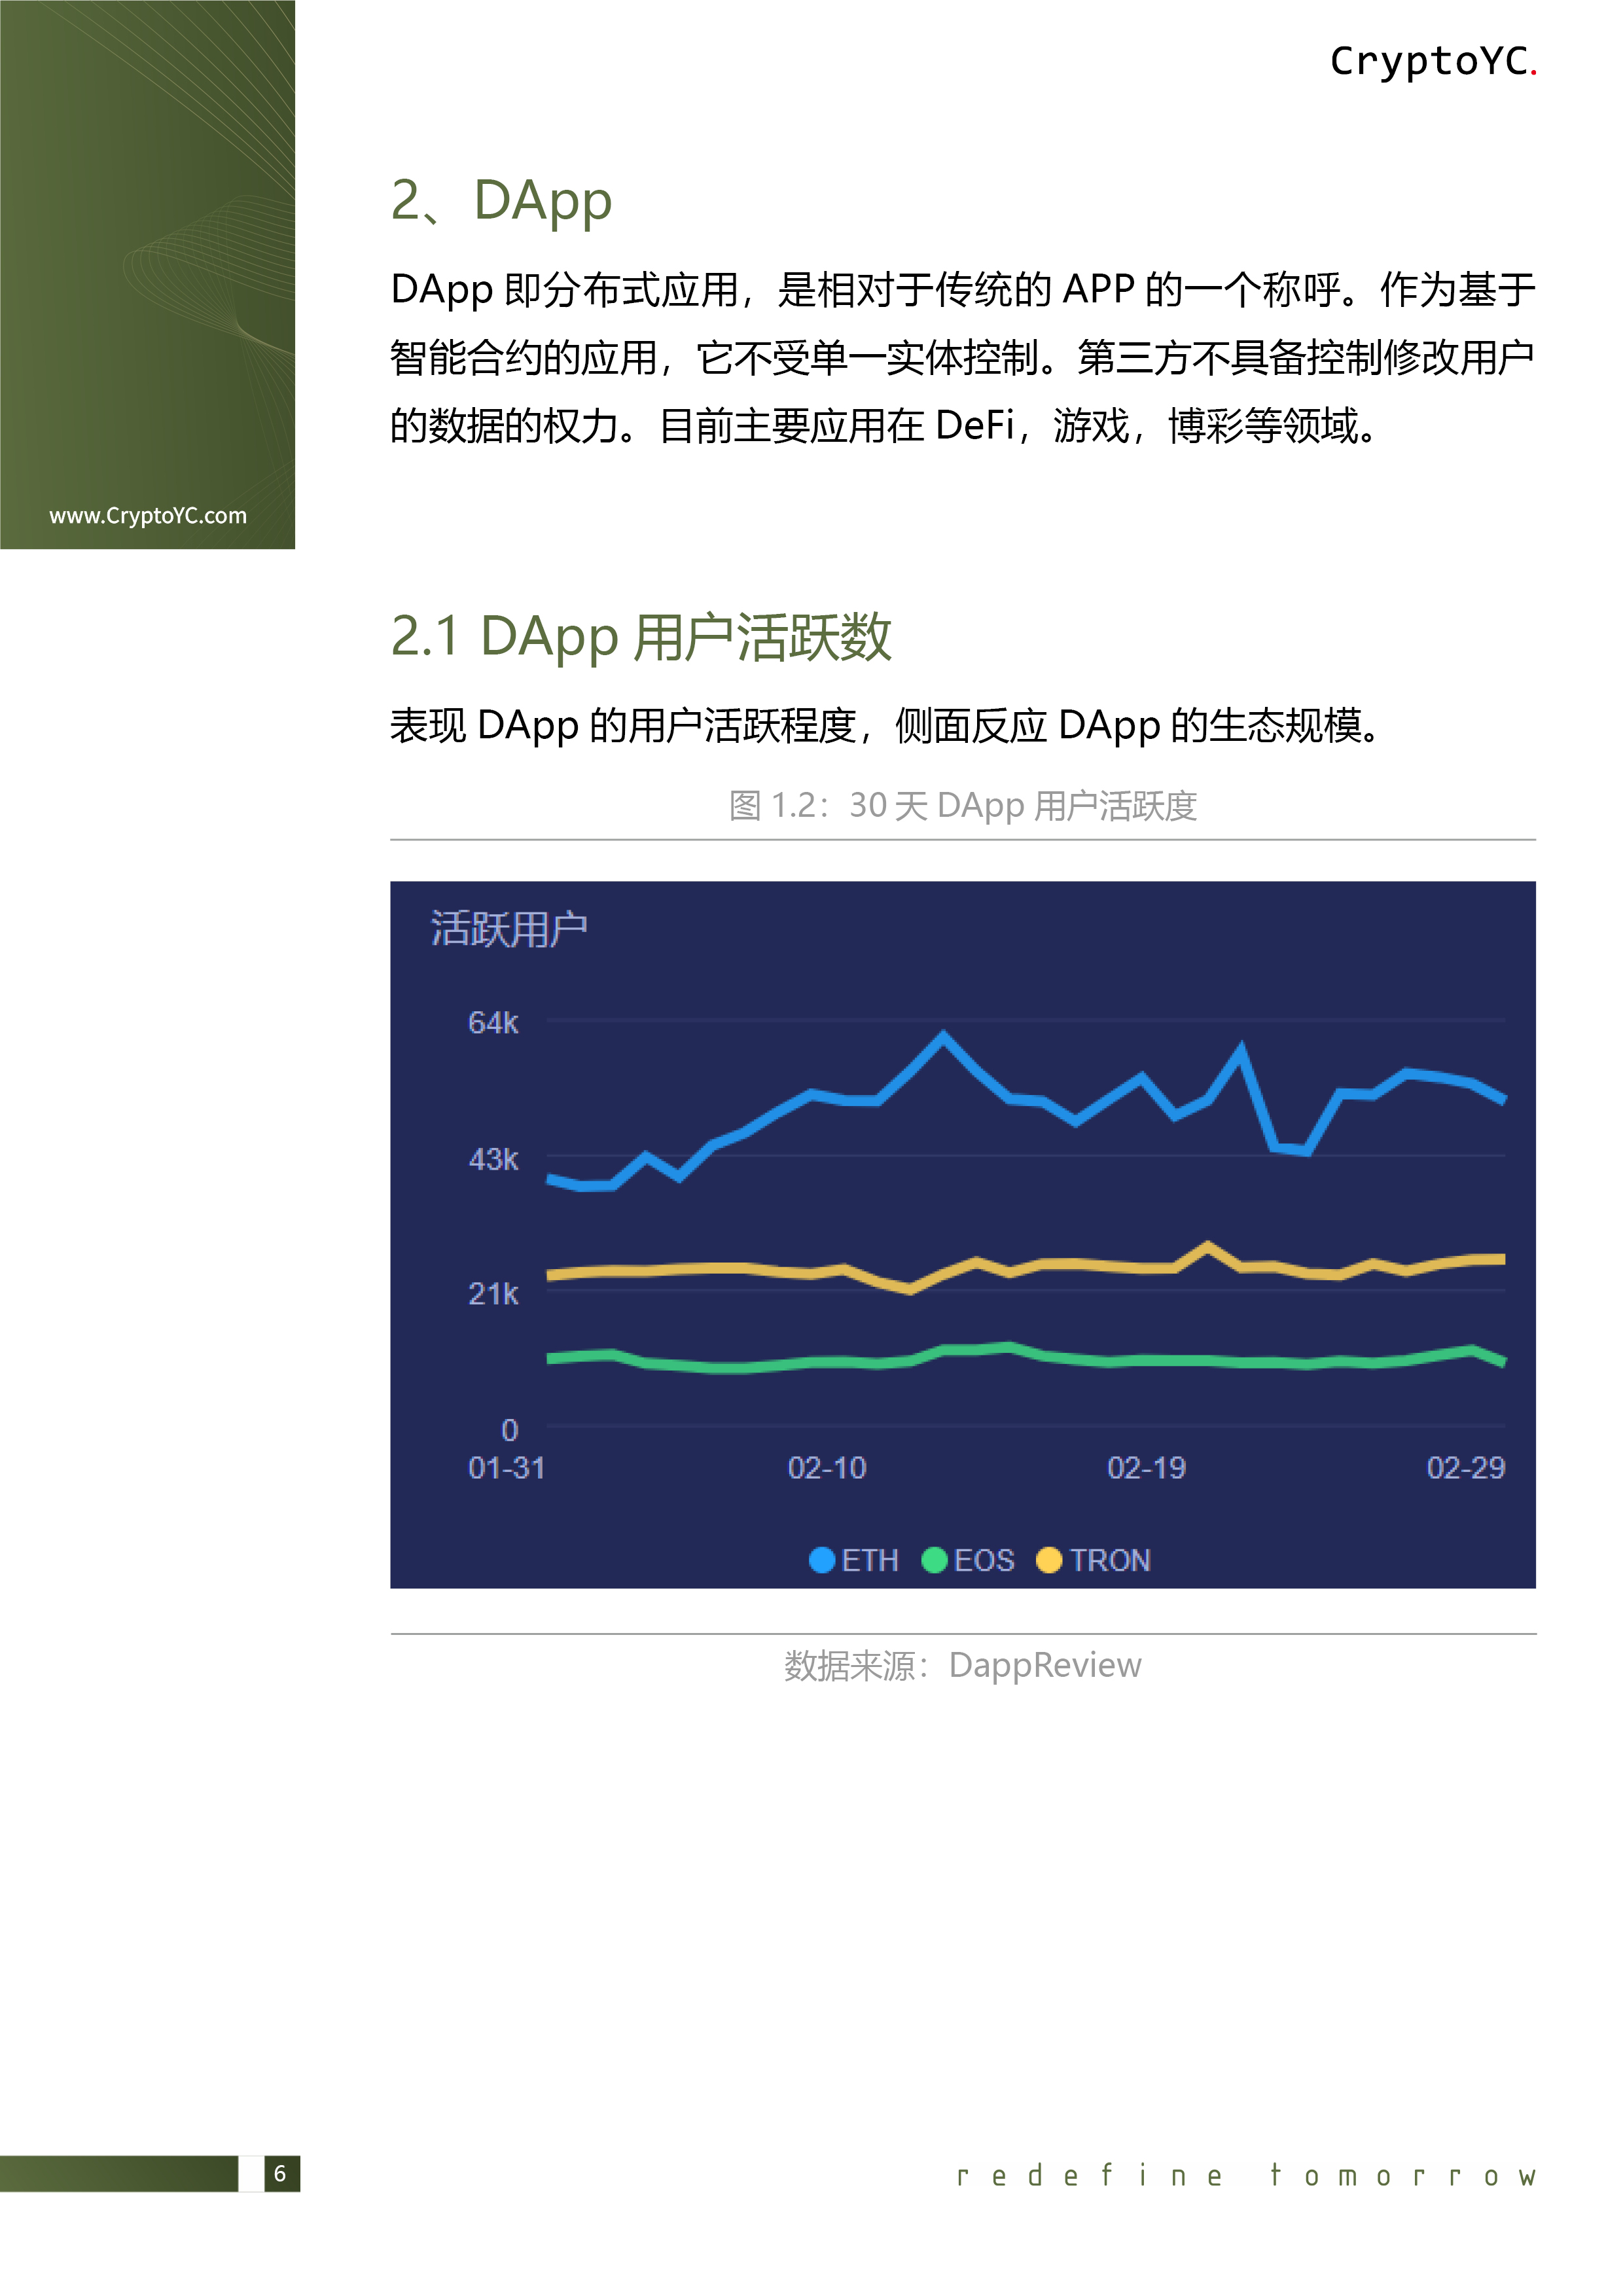 CryptoYC.
www.CryptoYC.com
2、DApp
DApp 即分布式应用，是相对于传统的 APP 的一个称呼。作为基于
智能合约的应用，它不受单一实体控制。第三方不具备控制修改用户
的数据的权力。目前主要应用在 DeFi，游戏，博彩等领域。
2.1 DApp 用户活跃数
表现 DApp 的用户活跃程度，侧面反应 DApp 的生态规模。
图 1.2：30 天 DApp 用户活跃度
活跃用户
64k
43k
21k
0
01-31 02-10 02-19 02-29
ETH EOS TRON
数据来源：DappReview
6
redefine tomorrow